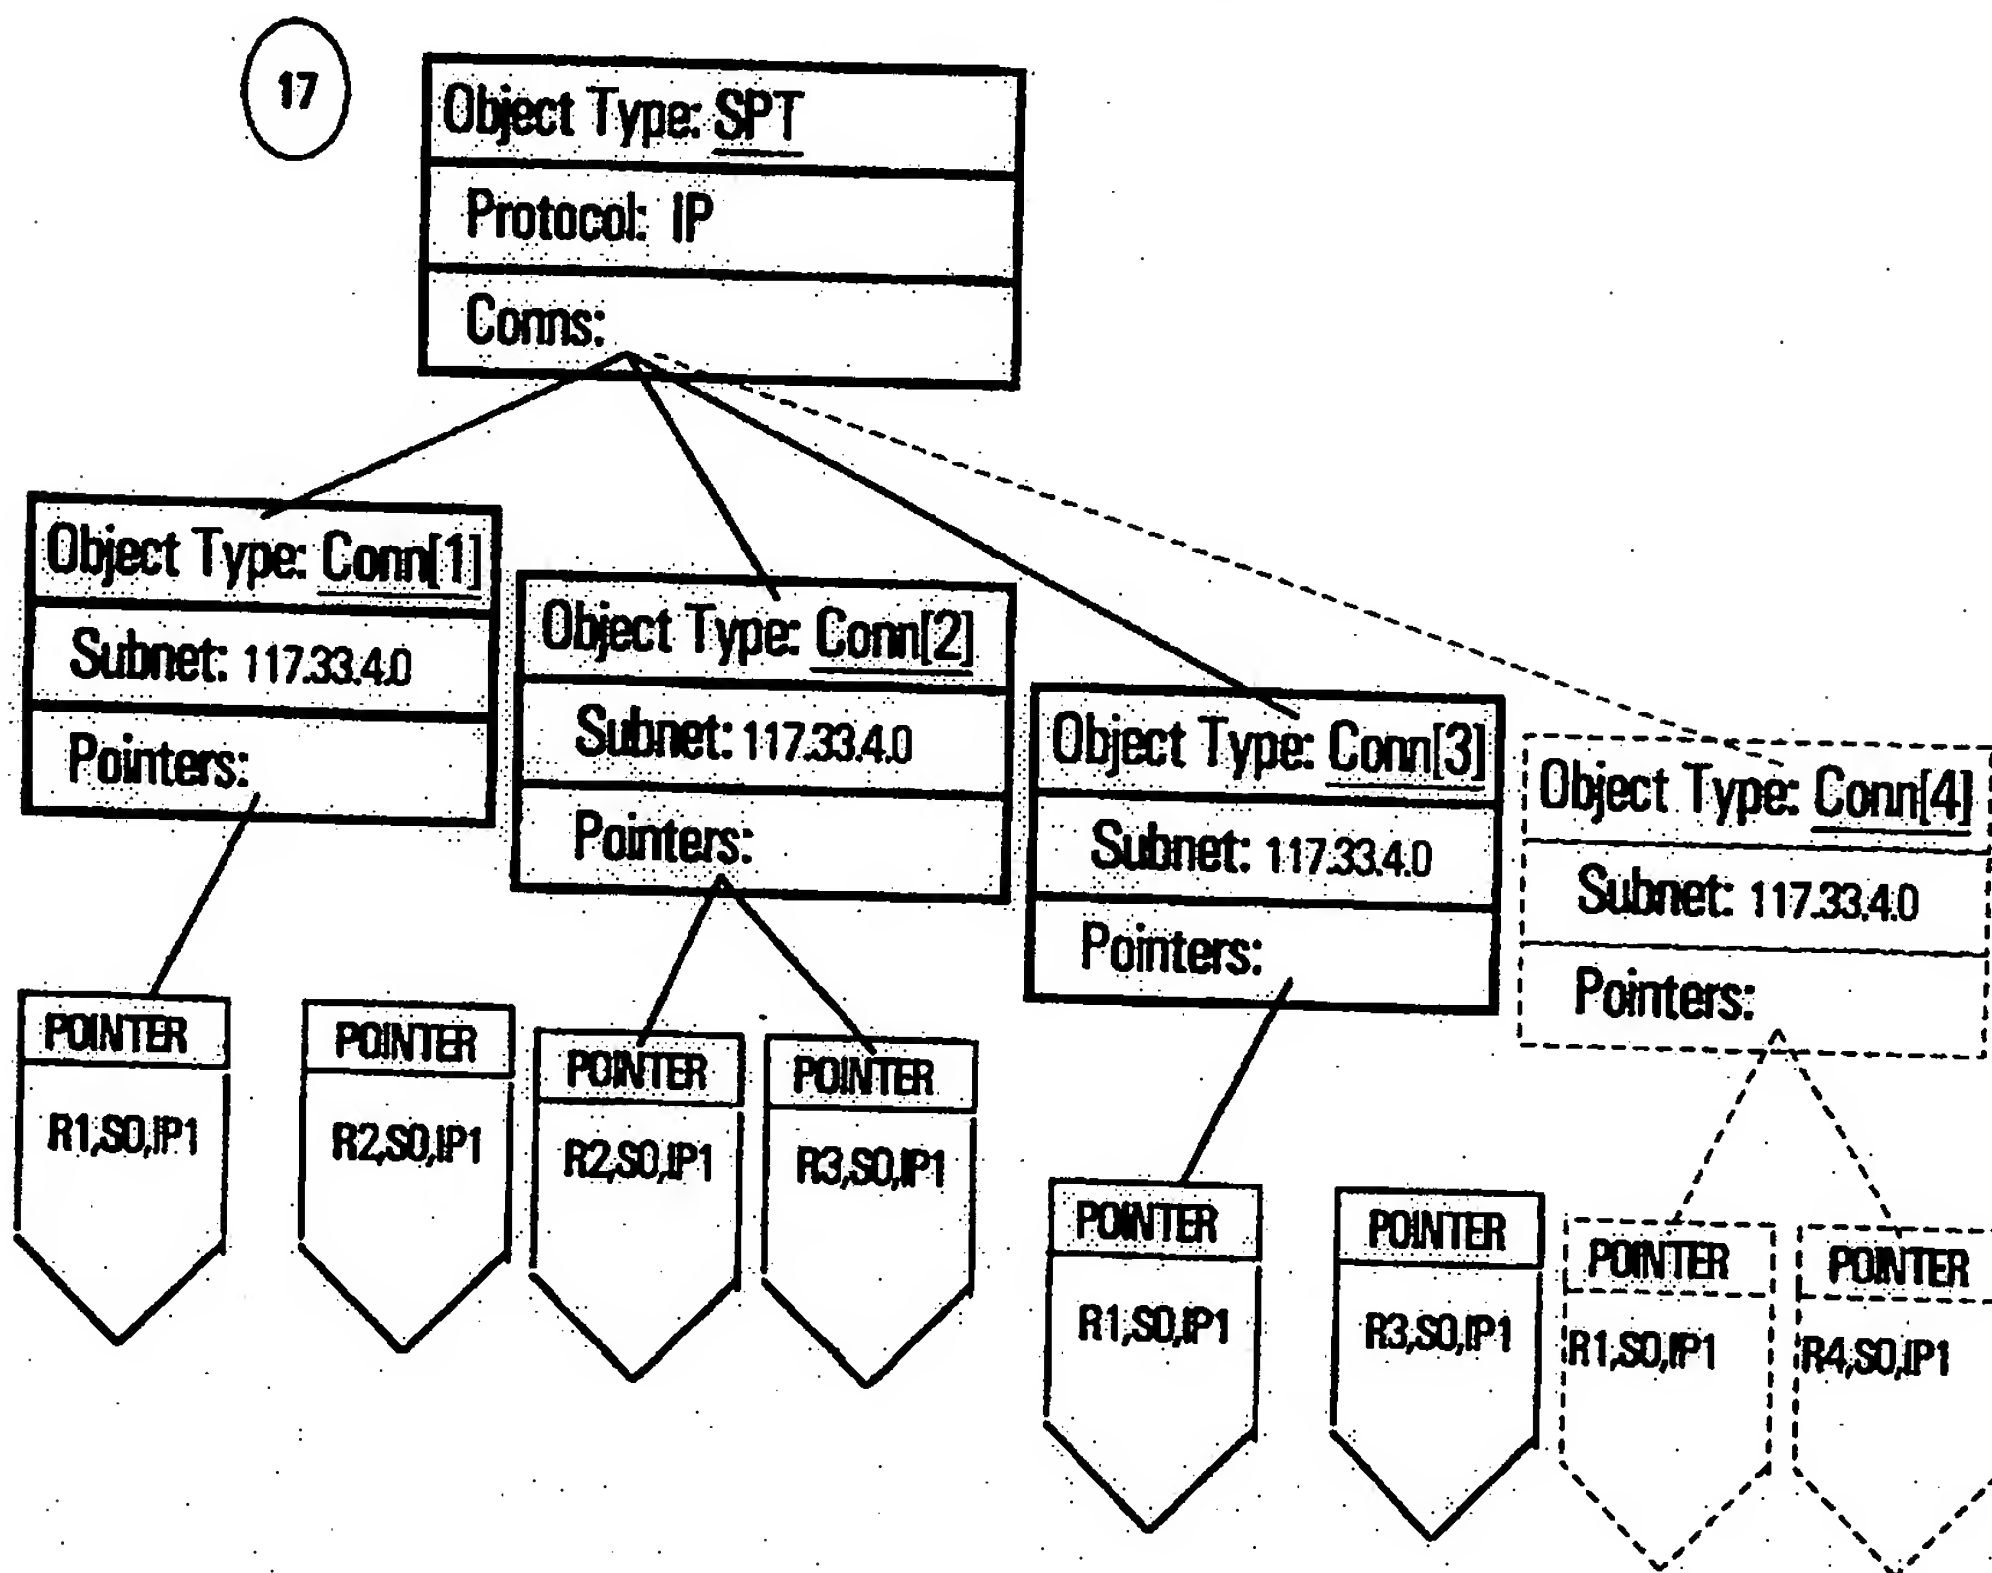 17
Object Type: SPT
Protocol: IP
Conns:
Object Type: Conn[1]
Subnet: 117.33.4.0
Pointers:
Object Type: Conn[2]
Subnet: 117.33.4.0
Pointers:
Object Type: Conn[3]
Subnet: 117.33.4.0
Pointers:
Object Type: Conn[4]
Subnet: 117.33.4.0
Pointers:
POINTER
R1,S0,IP1
POINTER
R2,S0,IP1
POINTER
R2,S0,IP1
POINTER
R3,S0,IP1
POINTER
R1,S0,IP1
POINTER
R3,S0,IP1
POINTER
R1,S0,IP1
POINTER
R4,S0,IP1